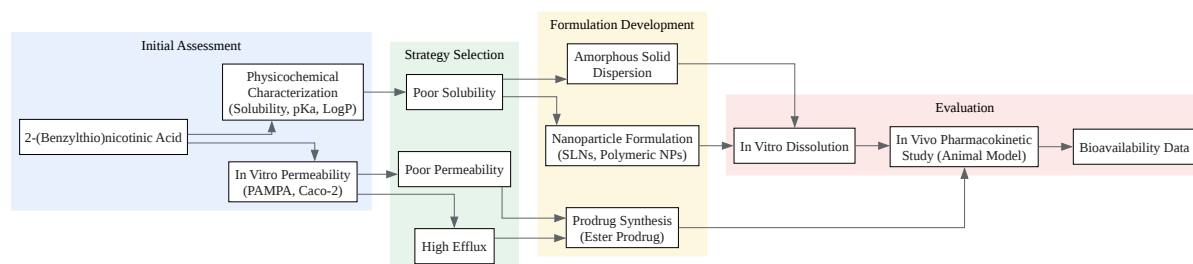 Initial Assessment
2-(Benzylthio)nicotinic Acid
Physicochemical
Characterization
(Solubility, pKa, LogP)
In Vitro Permeability
(PAMPA, Caco-2)
Strategy Selection
Poor Solubility
Poor Permeability
High Efflux
Formulation Development
Amorphous Solid
Dispersion
Nanoparticle Formulation
(SLNs, Polymeric NPs)
Prodrug Synthesis
(Ester Prodrug)
Evaluation
In Vitro Dissolution
In Vivo Pharmacokinetic
Study (Animal Model)
Bioavailability Data